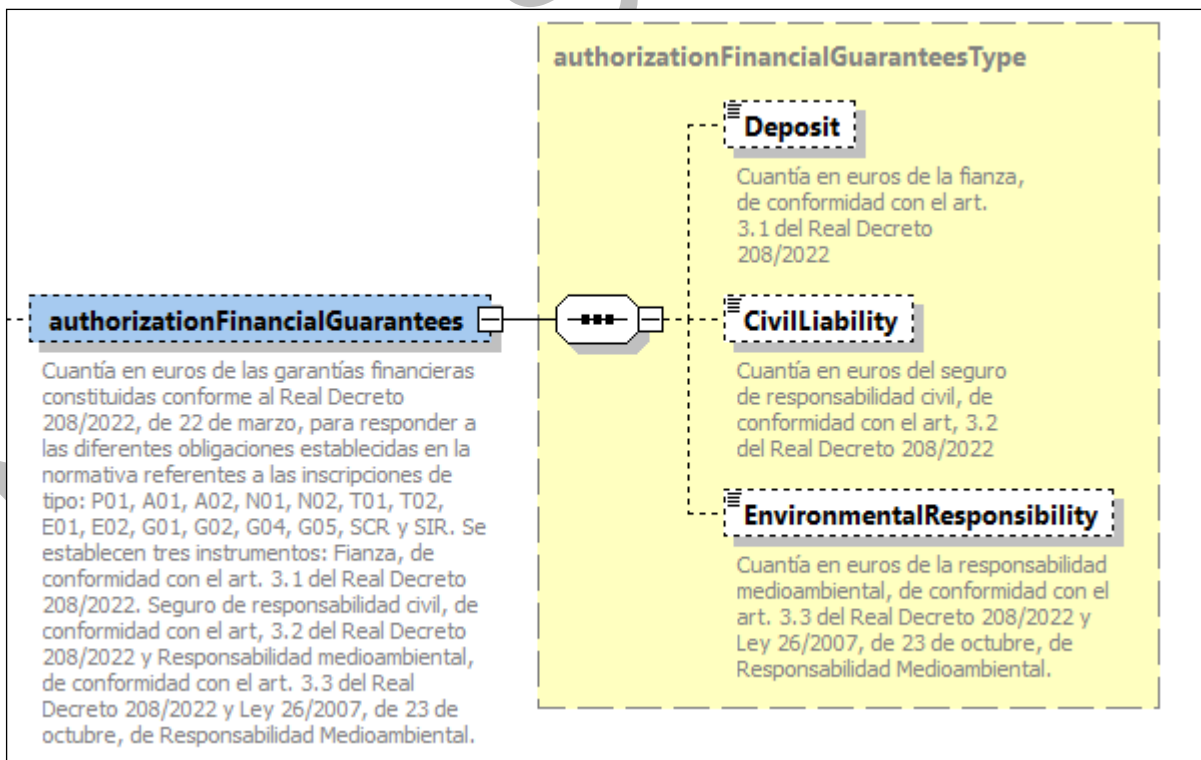 authorizationFinancialGuaranteesType
Deposit
Cuantía en euros de la fianza,
de conformidad con el art.
3.1 del Real Decreto
208/2022
authorizationFinancialGuarantees
Cuantía en euros de las garantías financieras
constituidas conforme al Real Decreto
208/2022, de 22 de marzo, para responder a
las diferentes obligaciones establecidas en la
normativa referentes a las inscripciones de
tipo: P01, A01, A02, N01, N02, T01, T02,
E01, E02, G01, G02, G04, G05, SCR y SIR. Se
establecen tres instrumentos: Fianza, de
conformidad con el art. 3.1 del Real Decreto
208/2022. Seguro de responsabilidad civil, de
conformidad con el art, 3.2 del Real Decreto
208/2022 y Responsabilidad medioambiental,
de conformidad con el art. 3.3 del Real
Decreto 208/2022 y Ley 26/2007, de 23 de
octubre, de Responsabilidad Medioambiental.
CivilLiability
Cuantía en euros del seguro
de responsabilidad civil, de
conformidad con el art, 3.2
del Real Decreto 208/2022
EnvironmentalResponsibility
Cuantía en euros de la responsabilidad
medioambiental, de conformidad con el
art. 3.3 del Real Decreto 208/2022 y
Ley 26/2007, de 23 de octubre, de
Responsabilidad Medioambiental.